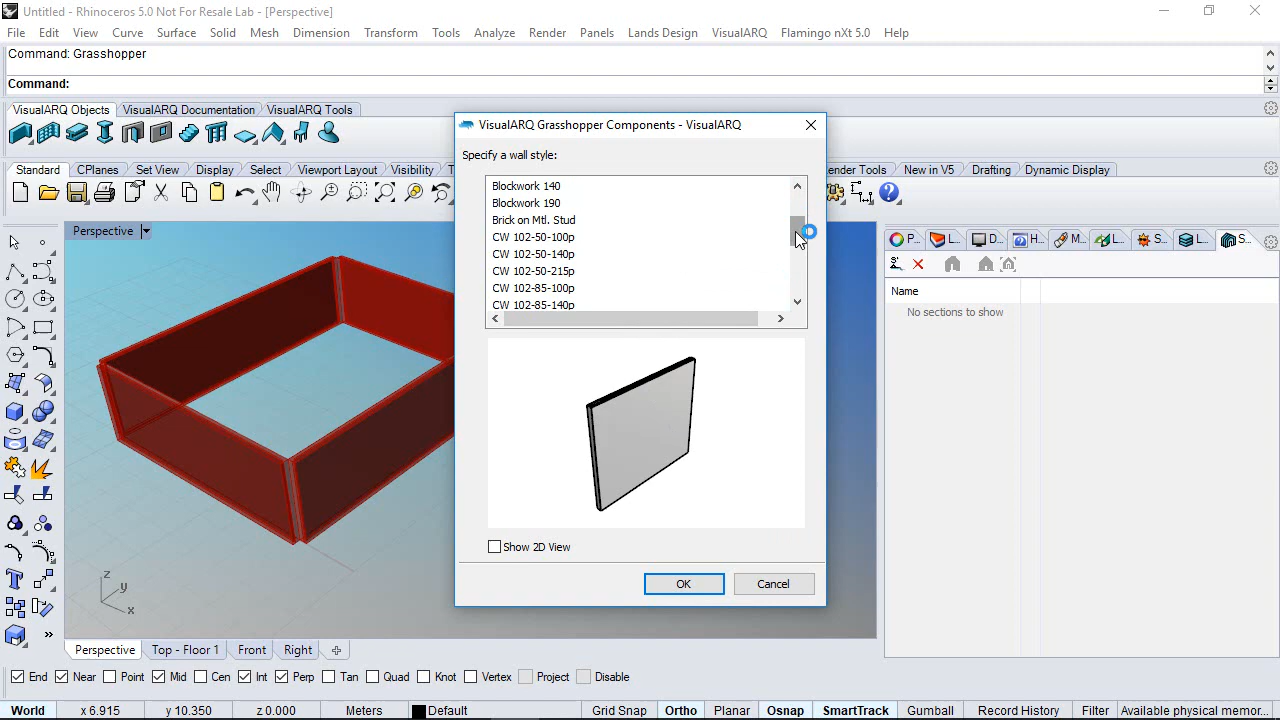 Untitled - Rhinoceros 5.0 Not For Resale Lab - [Perspective]
File Edit View Curve Surface Solid Mesh Dimension Transform Tools Analyze Render Panels Lands Design VisualARQ Flamingo nXt 5.0 Help
Command: Grasshopper
Command:
VisualARQ Objects VisualARQ Documentation VisualARQ Tools
VisualARQ Grasshopper Components - VisualARQ
Specify a wall style:
Standard CPlanes Set View Display Select Viewport Layout Visibility
ender Tools New in V5 Drafting Dynamic Display
Perspective
Blockwork 140
Blockwork 190
Brick on Mtl. Stud
CW 102-50-100p
CW 102-50-140p
CW 102-50-215p
CW 102-85-100p
CW 102-85-140p
P... L... D... H... M... L... S... L... S...
Name
No sections to show
Show 2D View
OK Cancel
z
y
x
Perspective Top - Floor 1 Front Right
End Near Point Mid Cen Int Perp Tan Quad Knot Vertex Project Disable
World x 6.915 y 10.350 z 0.000 Meters Default Grid Snap Ortho Planar Osnap SmartTrack Gumball Record History Filter Available physical memor...